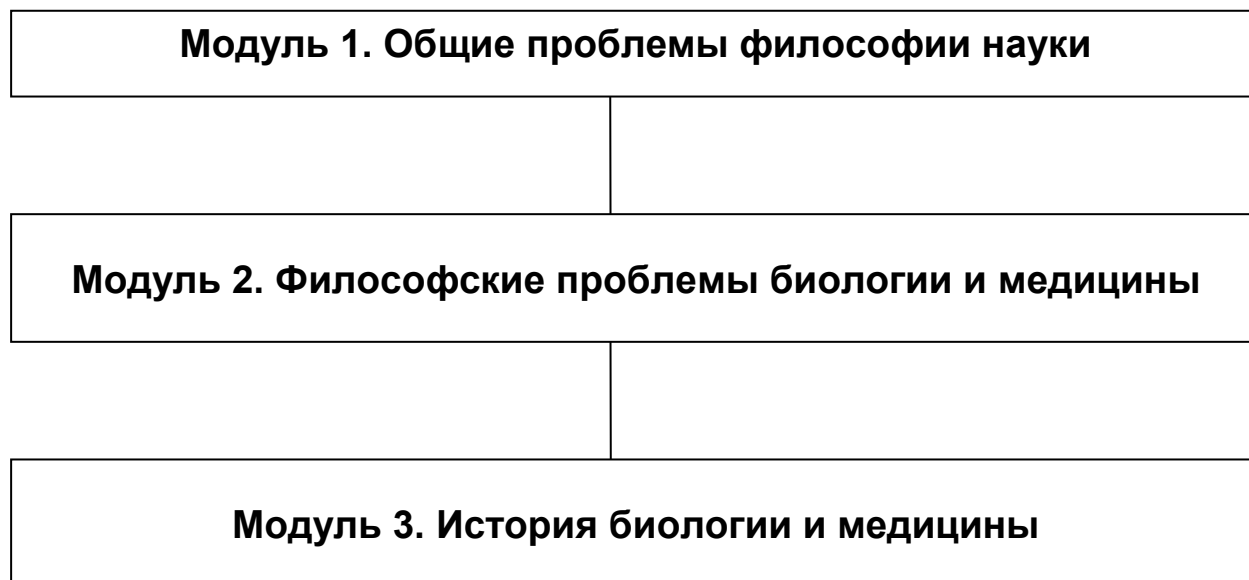 Модуль 1. Общие проблемы философии науки
Модуль 2. Философские проблемы биологии и медицины
Модуль 3. История биологии и медицины